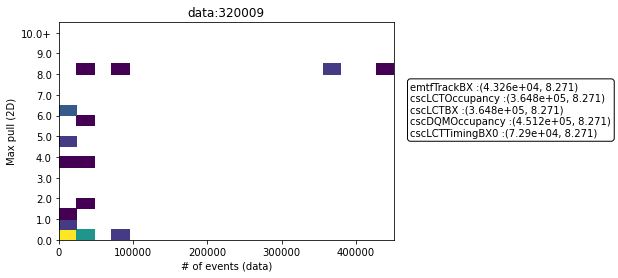 data:320009
10.0+
9.0
8.0
7.0
6.0
5.0
4.0
3.0
2.0
1.0
0.0
Max pull (2D)
0
100000
200000
300000
400000
# of events (data)
emtfTrackBX :(4.326e+04, 8.271)
cscLCTOccupancy :(3.648e+05, 8.271)
cscLCTBX :(3.648e+05, 8.271)
cscDQMOccupancy :(4.512e+05, 8.271)
cscLCTTimingBX0 :(7.29e+04, 8.271)